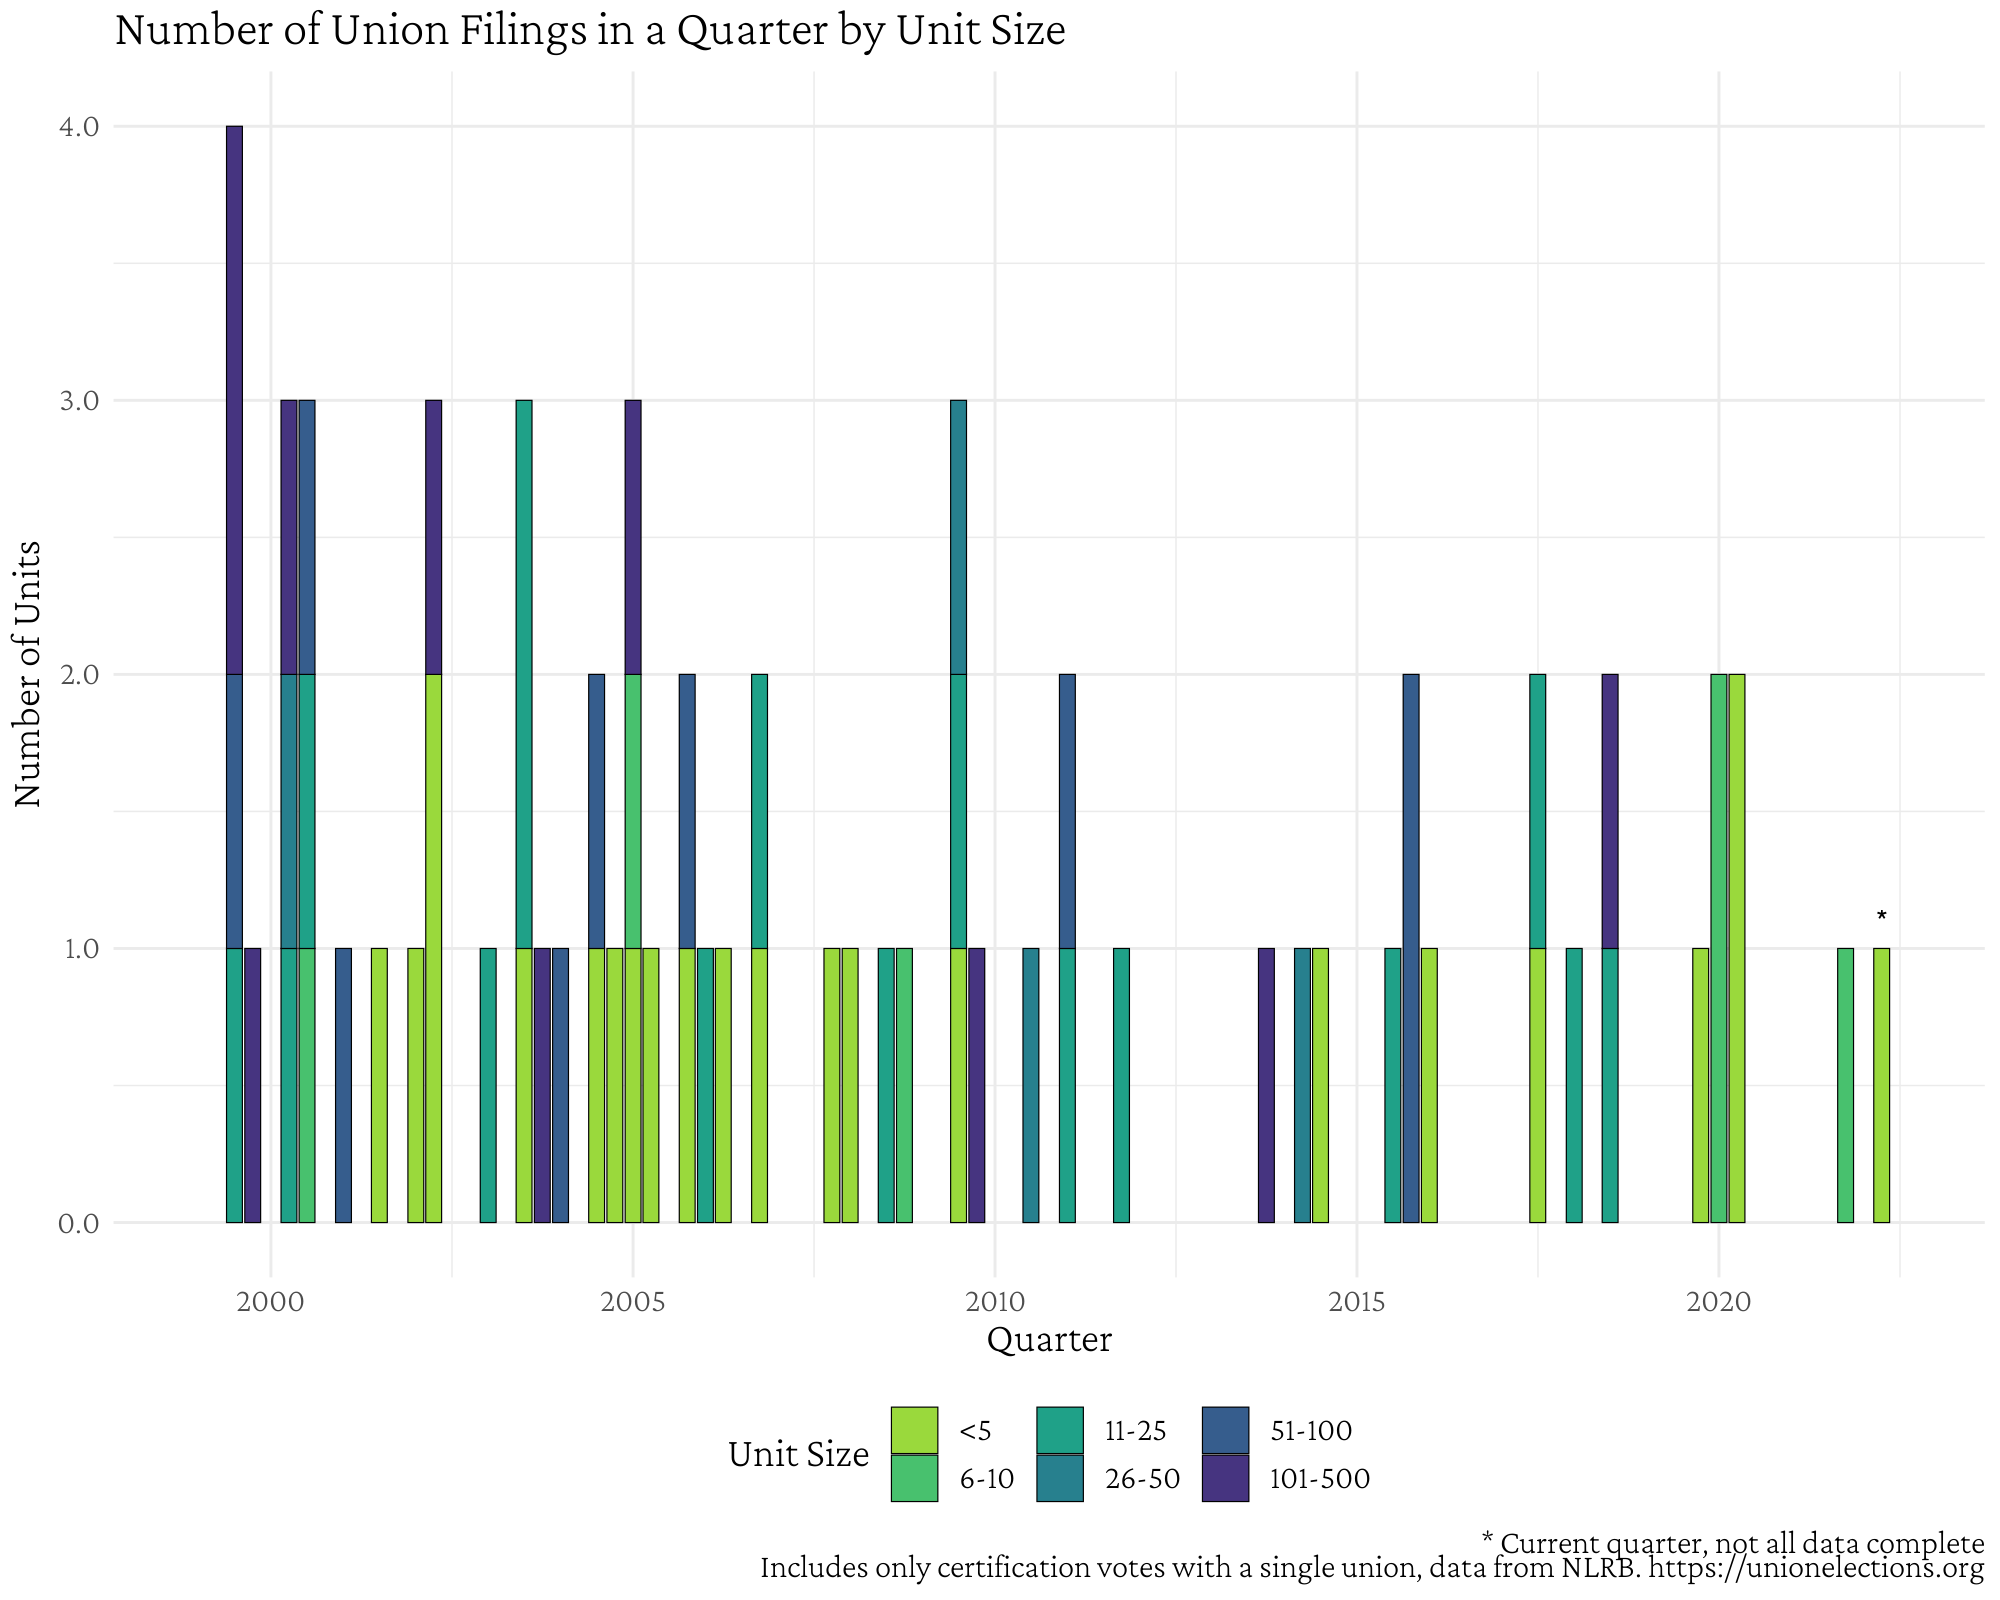 Number of Union Filings in a Quarter by Unit Size
Number of Units
4.0
3.0
2.0
1.0
0.0
*
2000 2005 2010 2015 2020
Quarter
Unit Size
<5 11-25 51-100
6-10 26-50 101-500
* Current quarter, not all data complete
Includes only certification votes with a single union, data from NLRB. https://unionelections.org